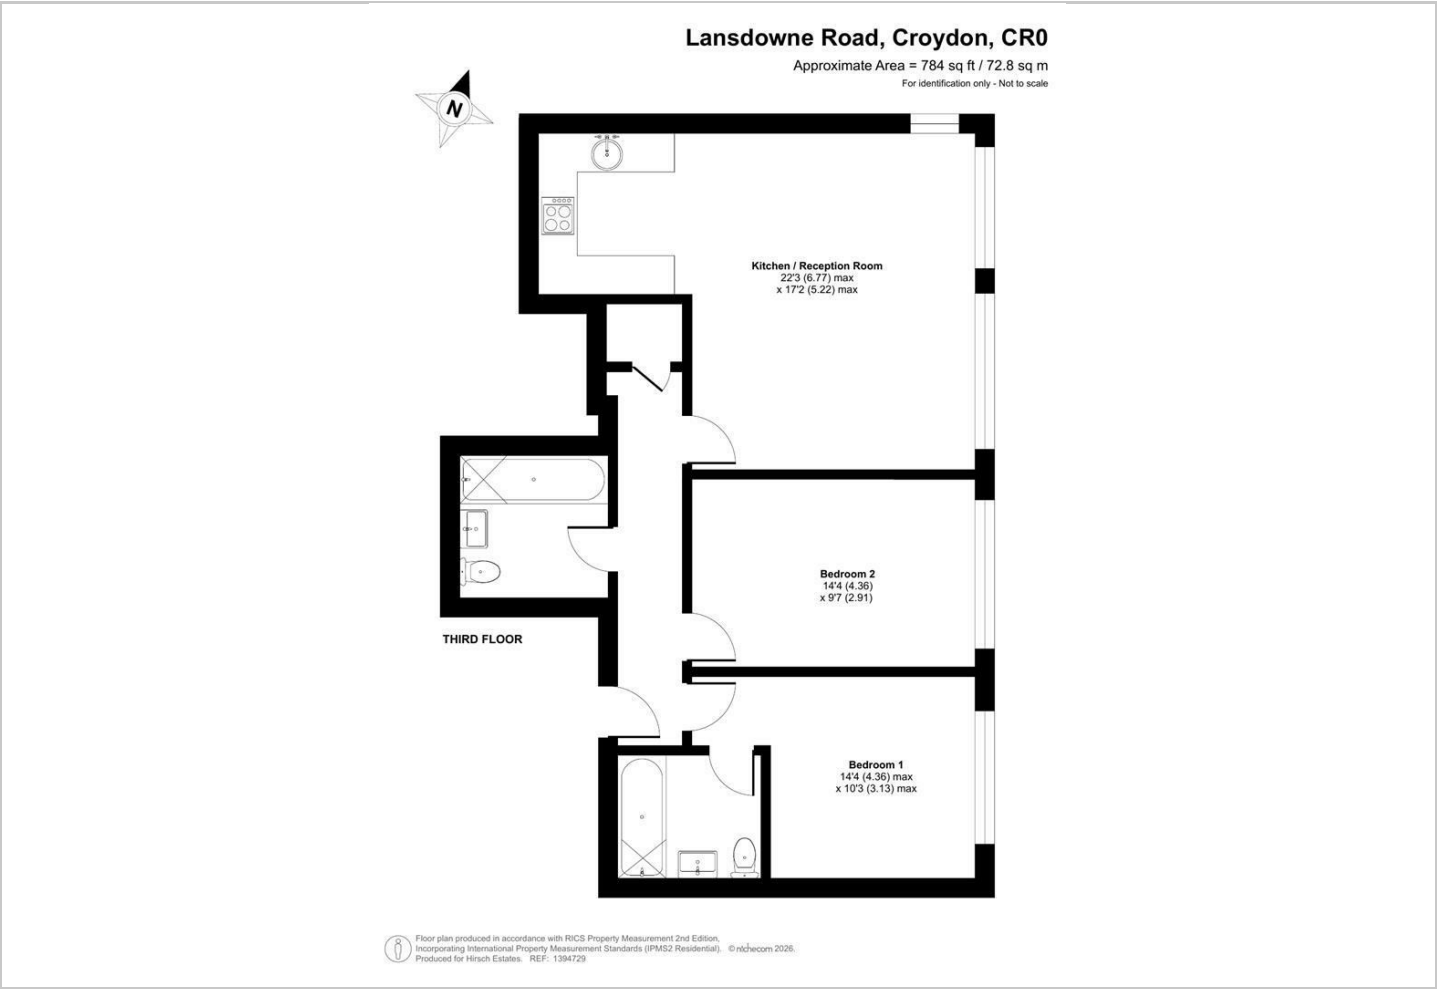 Lansdowne Road, Croydon, CR0
Approximate Area = 784 sq ft / 72.8 sq m
For identification only - Not to scale
N
Kitchen / Reception Room
22'3 (6.77) max
x 17'2 (5.22) max
Bedroom 2
14'4 (4.36)
x 9'7 (2.91)
THIRD FLOOR
Bedroom 1
14'4 (4.36) max
x 10'3 (3.13) max
Floor plan produced in accordance with RICS Property Measurement 2nd Edition,
Incorporating International Property Measurement Standards (IPMS2 Residential). © nichecom 2026.
Produced for Hirsch Estates. REF: 1394729